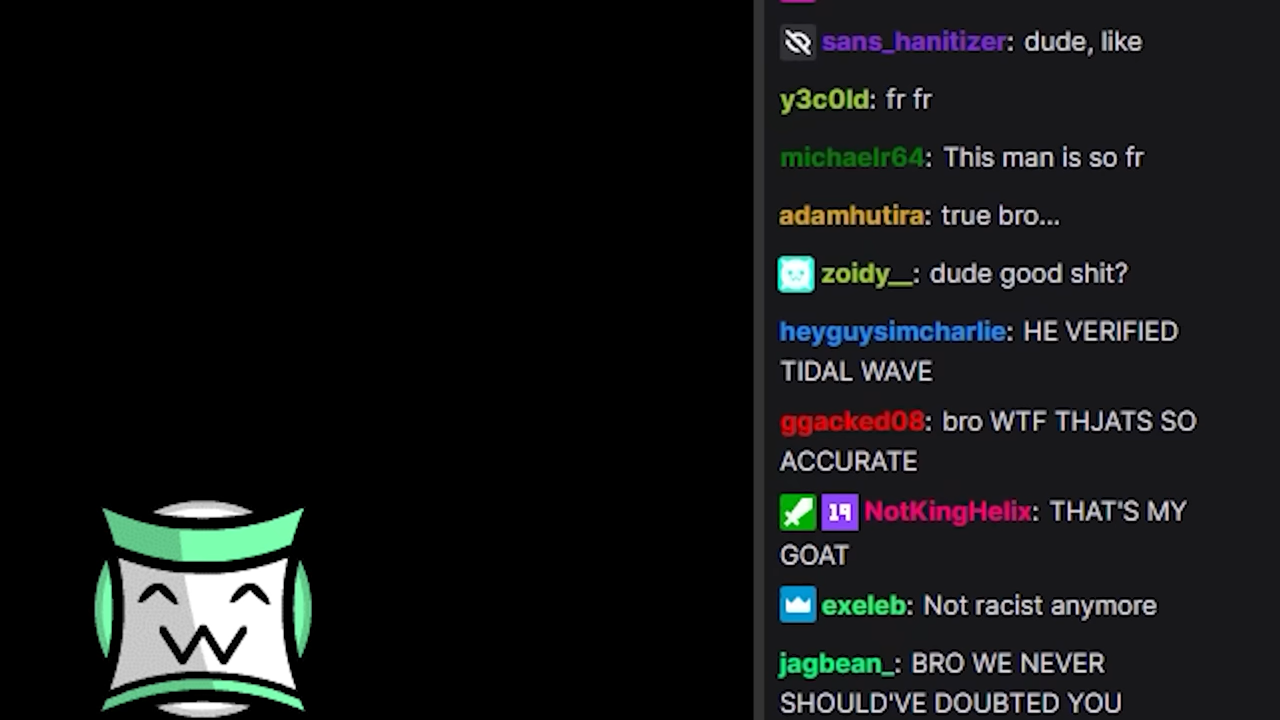 sans_hanitizer: dude, like
y3c0ld: fr fr
michaelr64: This man is so fr
adamhutira: true bro...
zoidy__: dude good shit?
heyguysimcharlie: HE VERIFIED
TIDAL WAVE
ggacked08: bro WTF THJATS SO
ACCURATE
19 NotKingHelix: THAT'S MY
GOAT
exeleb: Not racist anymore
jagbean_: BRO WE NEVER
SHOULD'VE DOUBTED YOU